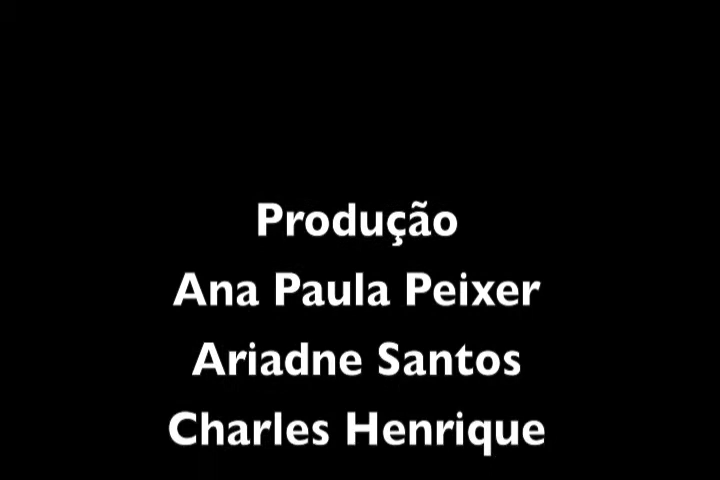 Produção
Ana Paula Peixer
Ariadne Santos
Charles Henrique